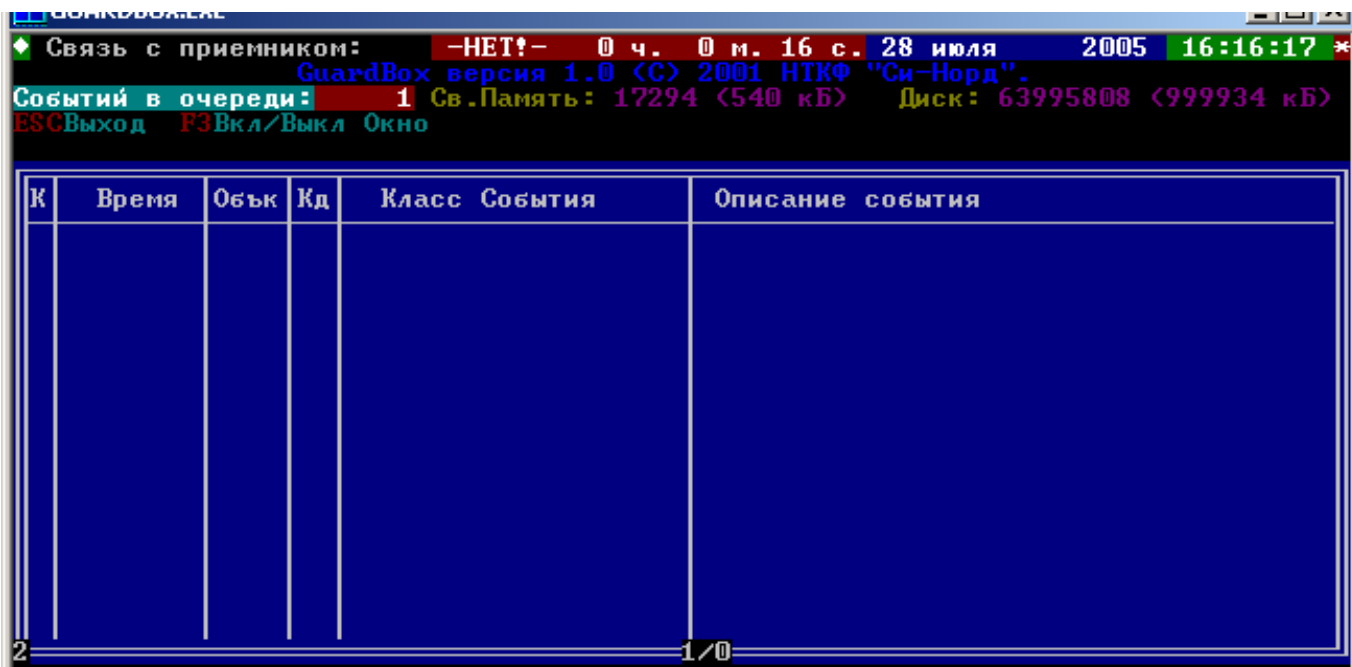 GUARDBOX.EXE
Связь с приемником: -НЕТ!- 0 ч. 0 м. 16 с. 28 июля 2005 16:16:17 *
GuardBox версия 1.0 (C) 2001 НТКФ "Си-Норд".
Событий в очереди: 1 Св.Память: 17294 (540 кБ) Диск: 63995808 (999934 кБ)
ESCВыход F3Вкл/Выкл Окно
К Время Обък Кд Класс События Описание события
2 1/0